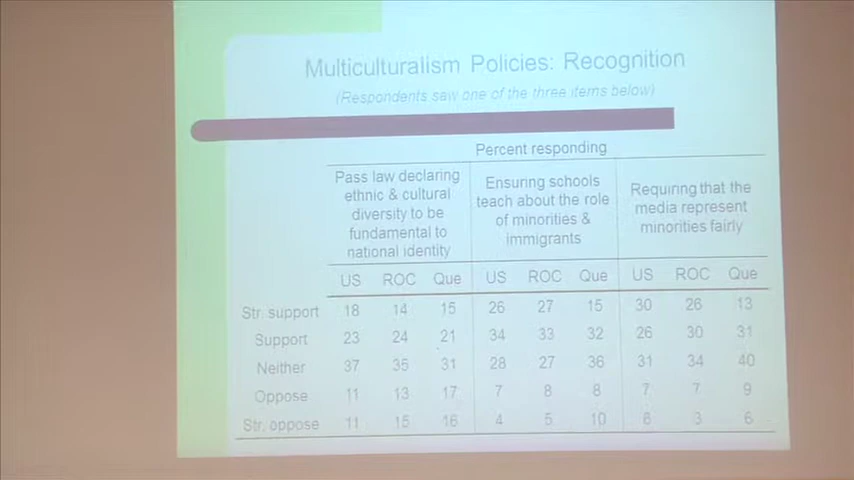 Multiculturalism Policies: Recognition
(Respondents saw one of the three items below)
Percent responding
Pass law declaring ethnic & cultural diversity to be fundamental to national identity
Ensuring schools teach about the role of minorities & immigrants
Requiring that the media represent minorities fairly
US ROC Que US ROC Que US ROC Que
Str. support 18 14 15 26 27 15 30 26 13
Support 23 24 21 34 33 32 26 30 31
Neither 37 35 31 28 27 36 31 34 40
Oppose 11 13 17 7 8 8 7 7 9
Str. oppose 11 15 16 4 5 10 6 3 6